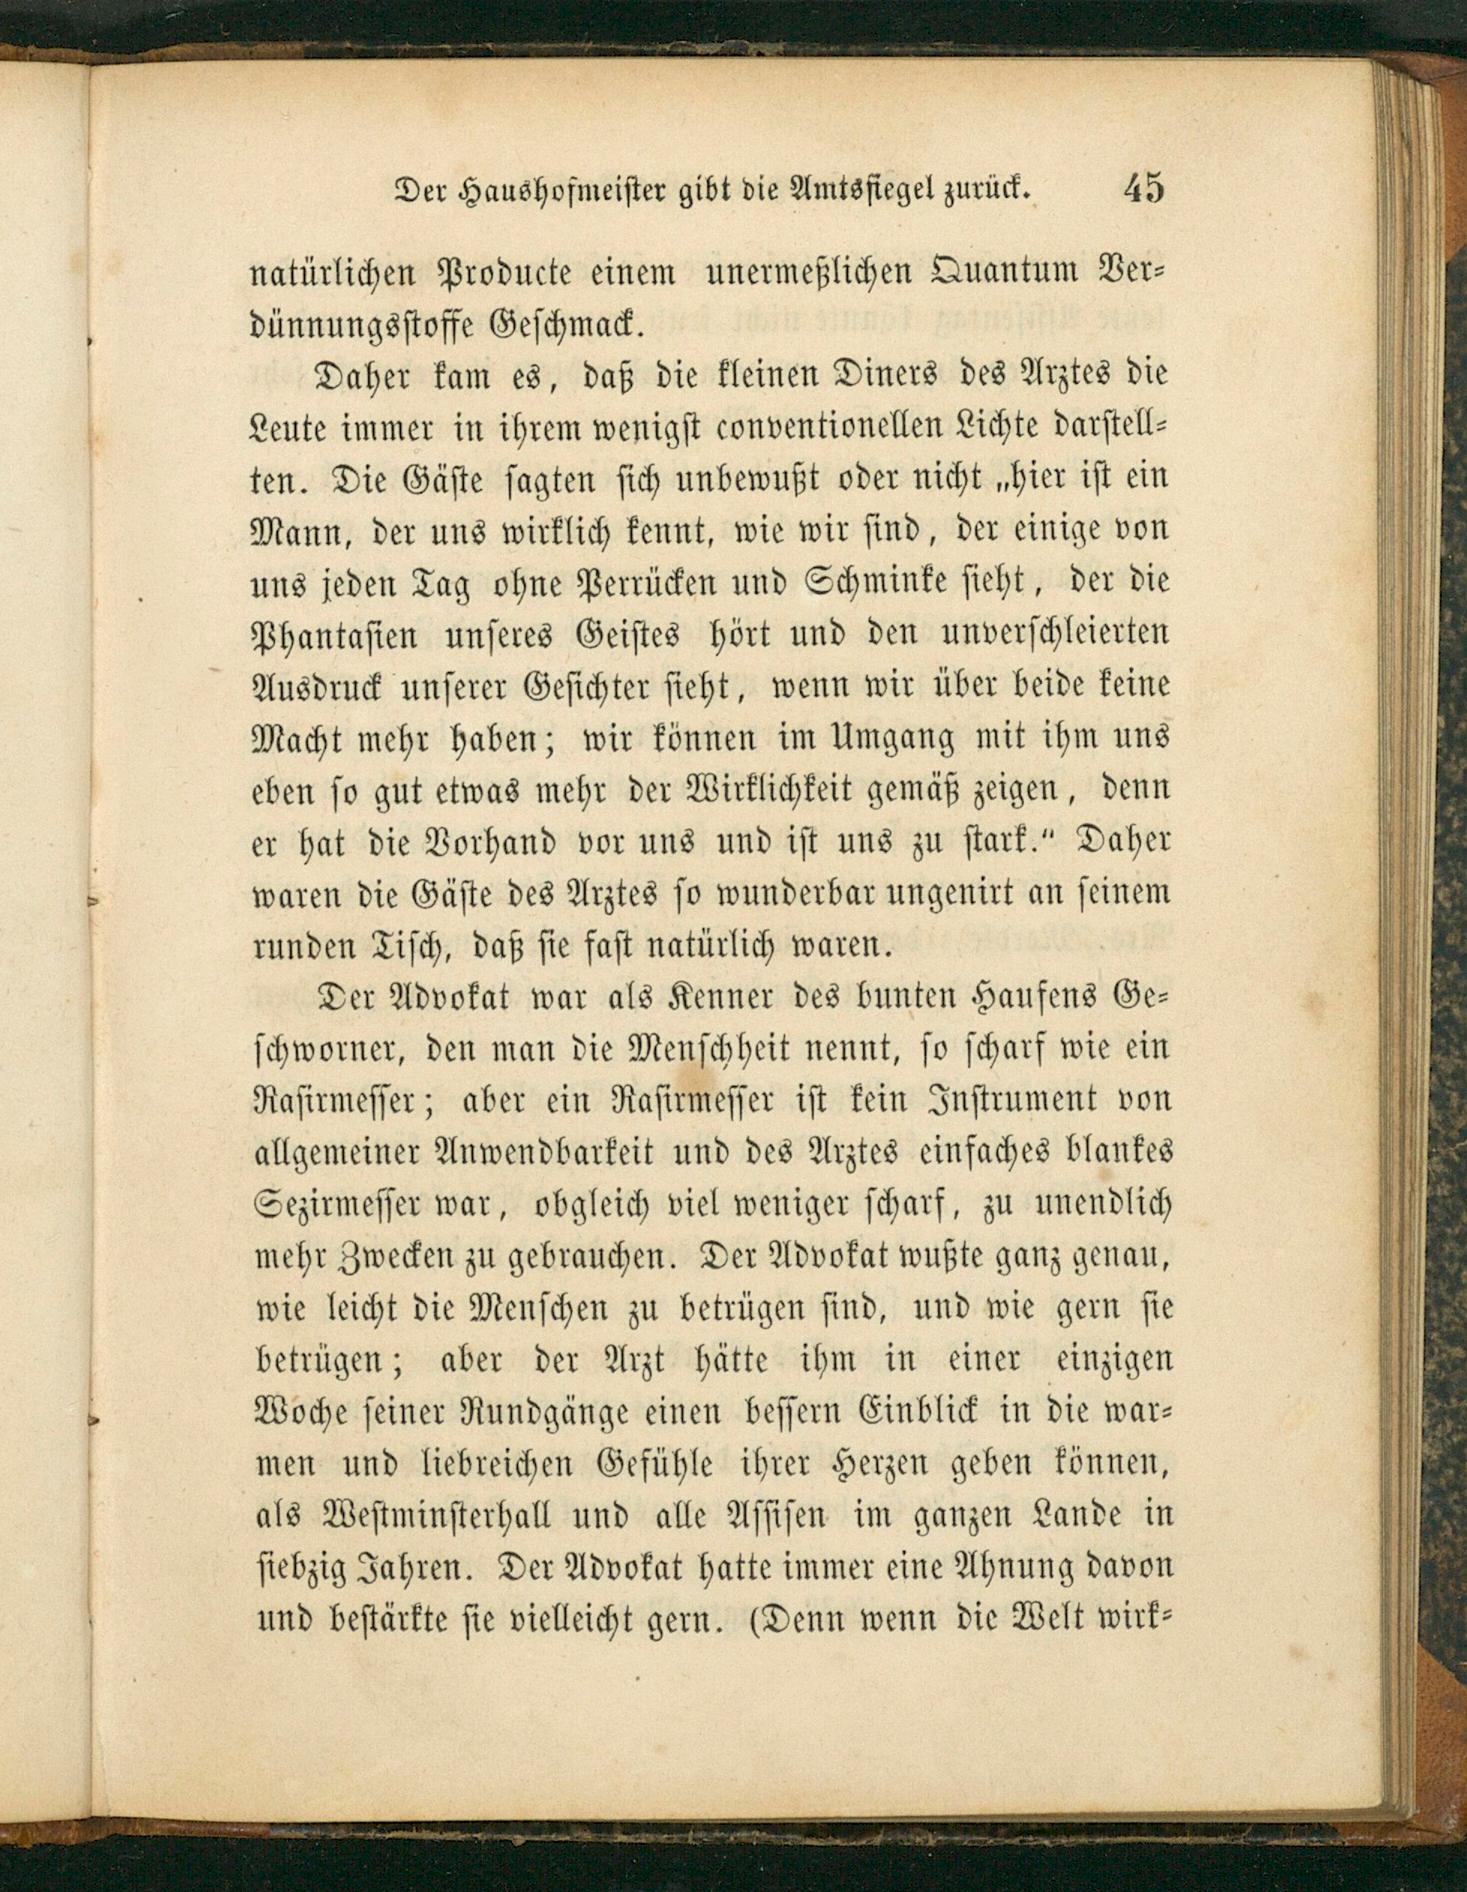 Der Haushofmeister gibt die Amtssiegel zurück. 45
natürlichen Producte einem unermeßlichen Quantum Ver-
dünnungsstoffe Geschmack.
Daher kam es, daß die kleinen Diners des Arztes die
Leute immer in ihrem wenigst conventionellen Lichte darstell-
ten. Die Gäste sagten sich unbewußt oder nicht „hier ist ein
Mann, der uns wirklich kennt, wie wir sind, der einige von
uns jeden Tag ohne Perrücken und Schminke sieht, der die
Phantasien unseres Geistes hört und den unverschleierten
Ausdruck unserer Gesichter sieht, wenn wir über beide keine
Macht mehr haben; wir können im Umgang mit ihm uns
eben so gut etwas mehr der Wirklichkeit gemäß zeigen, denn
er hat die Vorhand vor uns und ist uns zu stark.“ Daher
waren die Gäste des Arztes so wunderbar ungenirt an seinem
runden Tisch, daß sie fast natürlich waren.
Der Advokat war als Kenner des bunten Haufens Ge-
schworner, den man die Menschheit nennt, so scharf wie ein
Rasirmesser; aber ein Rasirmesser ist kein Instrument von
allgemeiner Anwendbarkeit und des Arztes einfaches blankes
Sezirmesser war, obgleich viel weniger scharf, zu unendlich
mehr Zwecken zu gebrauchen. Der Advokat wußte ganz genau,
wie leicht die Menschen zu betrügen sind, und wie gern sie
betrügen; aber der Arzt hätte ihm in einer einzigen
Woche seiner Rundgänge einen bessern Einblick in die war-
men und liebreichen Gefühle ihrer Herzen geben können,
als Westminsterhall und alle Assisen im ganzen Lande in
siebzig Jahren. Der Advokat hatte immer eine Ahnung davon
und bestärkte sie vielleicht gern. (Denn wenn die Welt wirk-